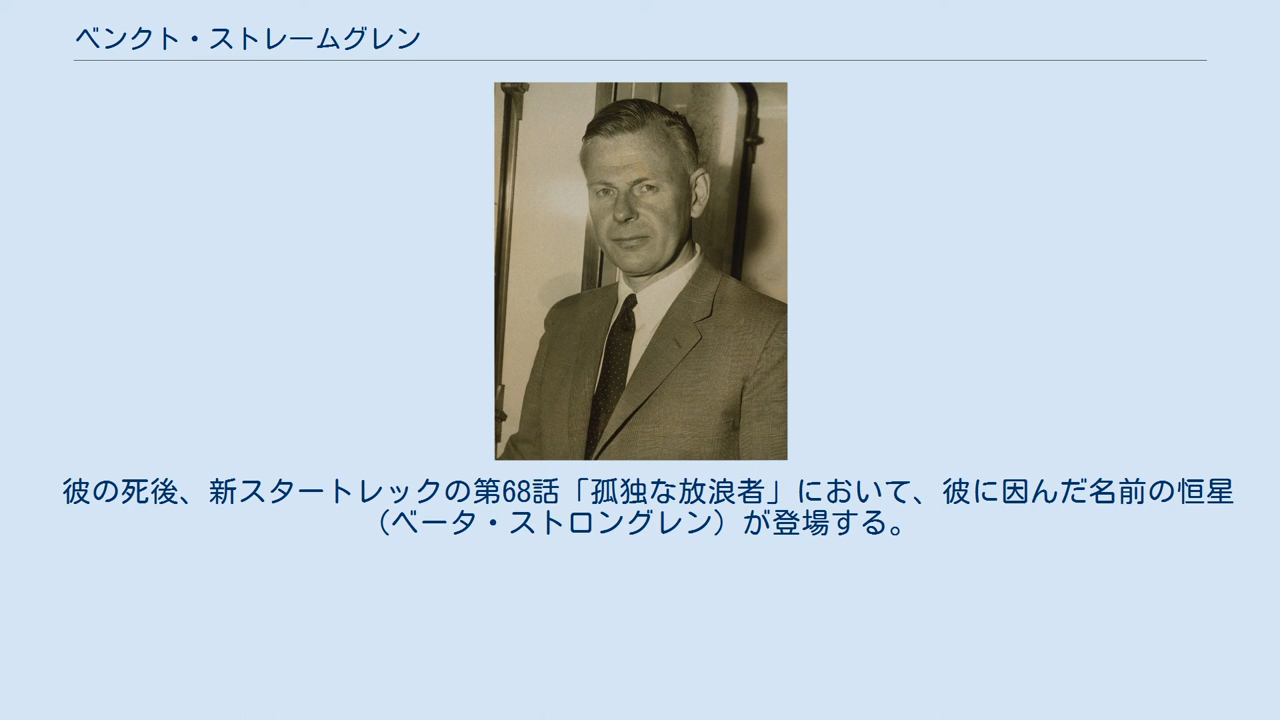 ベンクト・ストレームグレン
彼の死後、新スタートレックの第68話「孤独な放浪者」において、彼に因んだ名前の恒星
（ベータ・ストロングレン）が登場する。